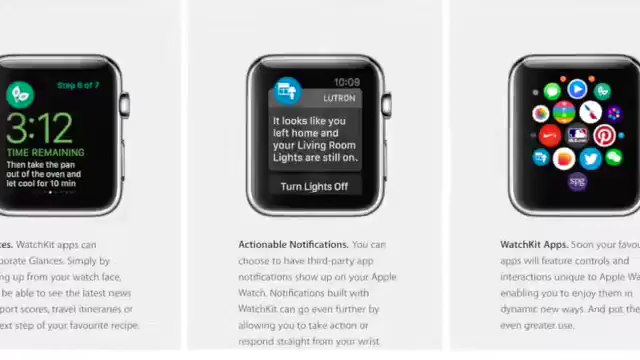 Step 6 of 7
3:12
TIME REMAINING
Then take the pan
out of the oven and
let cool for 10 min
WatchKit apps can
Glances. Simply by
up from your watch face,
be able to see the latest news
scores, travel itineraries or
step of your favourite recipe.
10:09
LUTRON
It looks like you
left home and
your Living Room
Lights are still on.
Turn Lights Off
Actionable Notifications. You can
choose to have third-party app
notifications show up on your Apple
Watch. Notifications built with
WatchKit can go even further by
allowing you to take action or
respond straight from your wrist.
spg
WatchKit Apps. Soon your favou
apps will feature controls and
interactions unique to Apple Wa
enabling you to enjoy them in
dynamic new ways. And put the
even greater use.